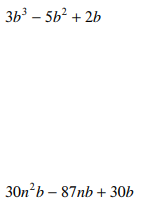 3b³ − 5b² + 2b
30n²b − 87nb + 30b